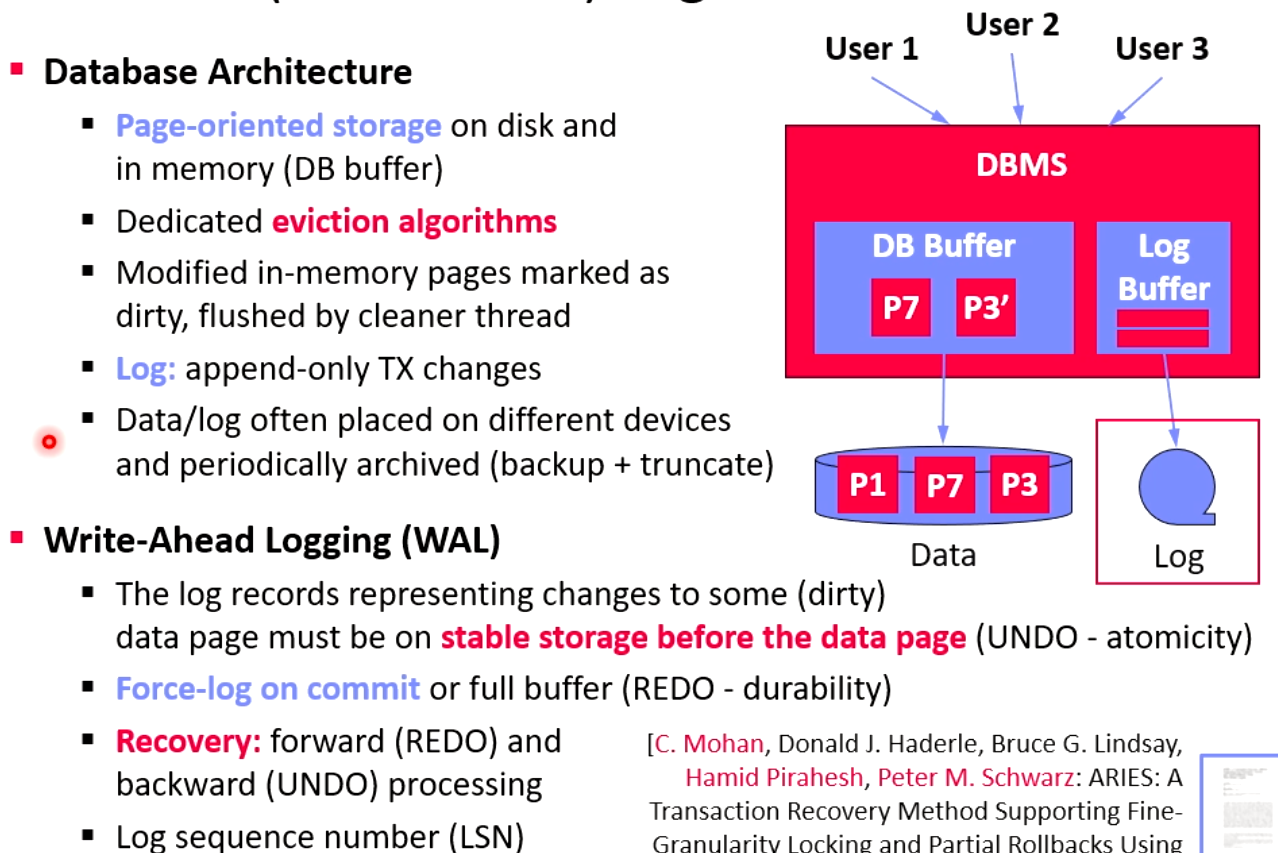 Database Architecture
Page-oriented storage on disk and
in memory (DB buffer)
Dedicated eviction algorithms
Modified in-memory pages marked as
dirty, flushed by cleaner thread
Log: append-only TX changes
Data/log often placed on different devices
and periodically archived (backup + truncate)
User 1
User 2
User 3
DBMS
DB Buffer
P7
P3’
Log
Buffer
P1
P7
P3
Data
Log
Write-Ahead Logging (WAL)
The log records representing changes to some (dirty)
data page must be on stable storage before the data page (UNDO - atomicity)
Force-log on commit or full buffer (REDO - durability)
Recovery: forward (REDO) and
backward (UNDO) processing
Log sequence number (LSN)
[C. Mohan, Donald J. Haderle, Bruce G. Lindsay,
Hamid Pirahesh, Peter M. Schwarz: ARIES: A
Transaction Recovery Method Supporting Fine-
Granularity Locking and Partial Rollbacks Using